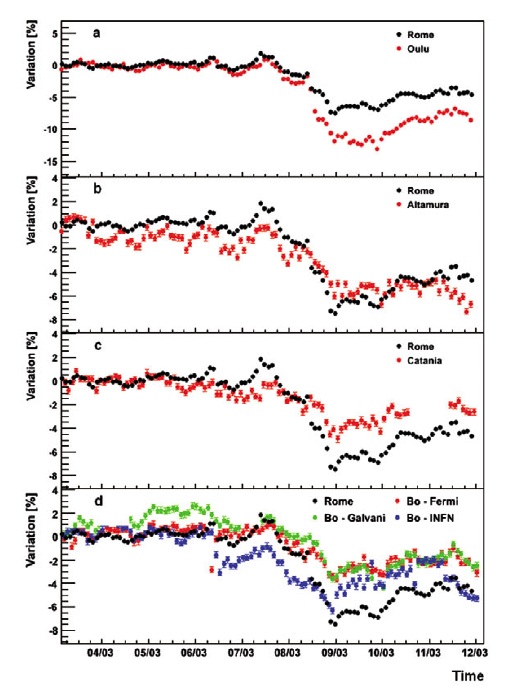 a
Rome
Oulu
Variation [%]
5
0
-5
-10
-15
b
Rome
Altamura
Variation [%]
4
2
0
-2
-4
-6
-8
c
Rome
Catania
Variation [%]
4
2
0
-2
-4
-6
-8
d
Rome
Bo - Fermi
Bo - Galvani
Bo - INFN
Variation [%]
4
2
0
-2
-4
-6
-8
04/03 05/03 06/03 07/03 08/03 09/03 10/03 11/03 12/03
Time